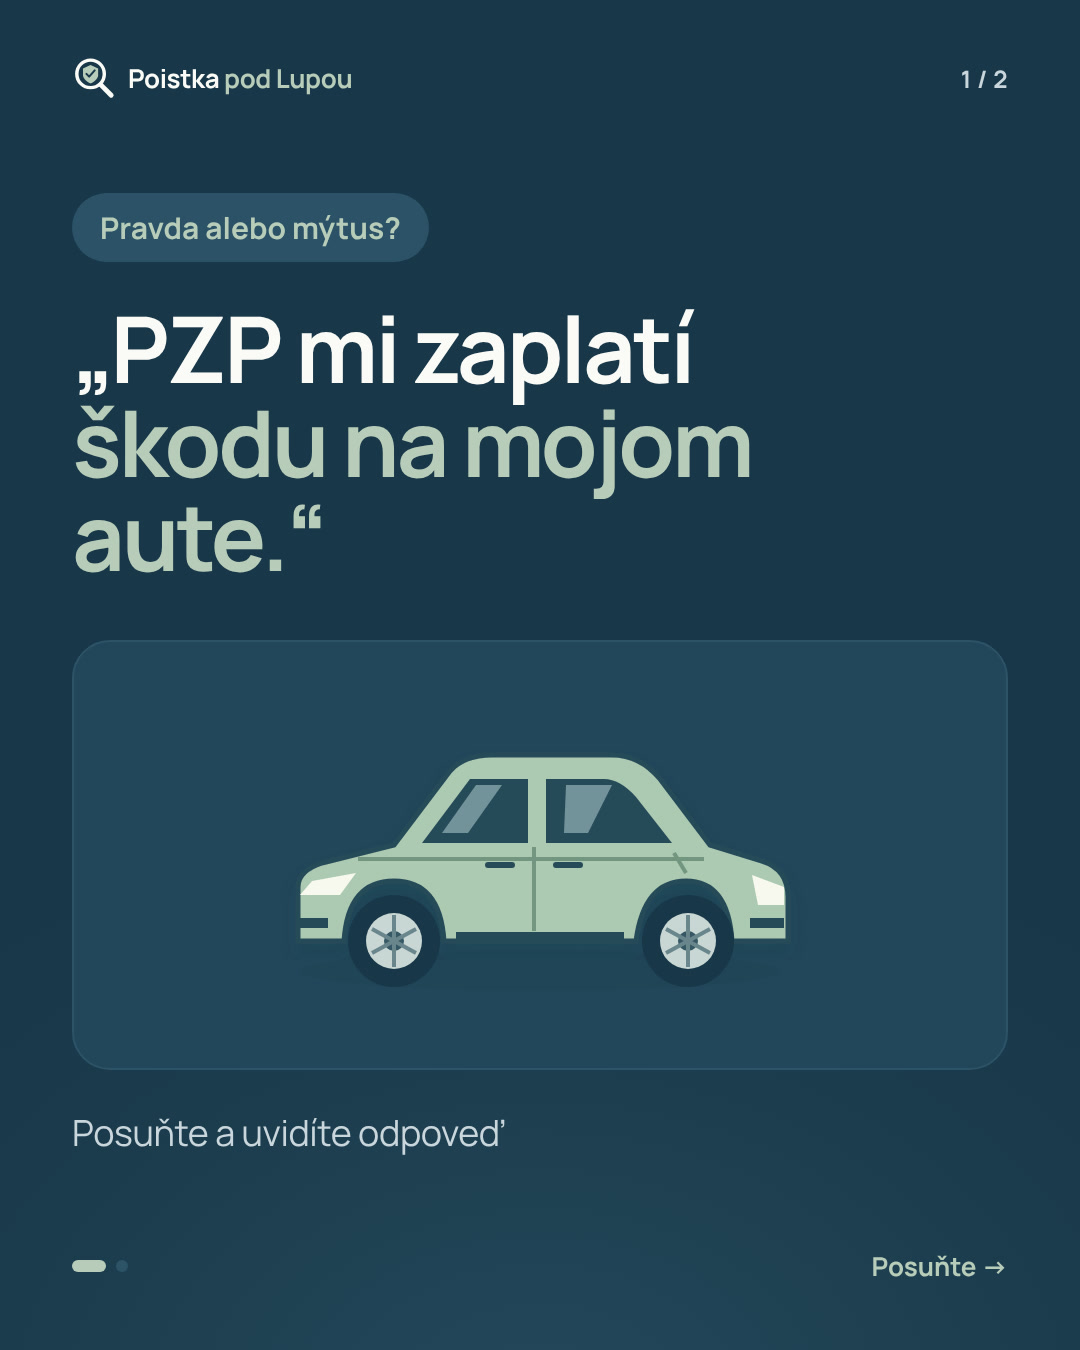 Poistka pod Lupou
1 / 2
Pravda alebo mýtus?
„PZP mi zaplatí
škodu na mojom
aute.“
Posuňte a uvidíte odpoveď
Posuňte →